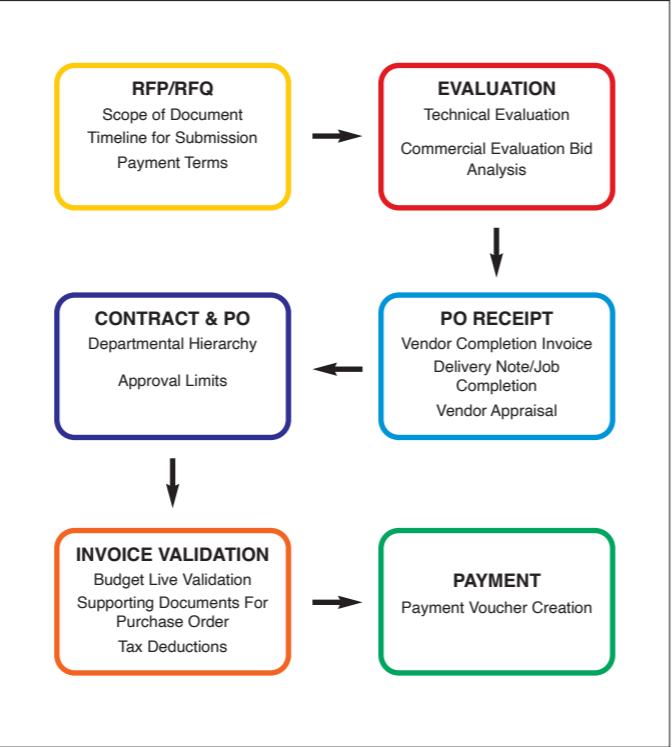 RFP/RFQ
Scope of Document
Timeline for Submission
Payment Terms
EVALUATION
Technical Evaluation
Commercial Evaluation Bid
Analysis
PO RECEIPT
Vendor Completion Invoice
Delivery Note/Job
Completion
Vendor Appraisal
CONTRACT & PO
Departmental Hierarchy
Approval Limits
INVOICE VALIDATION
Budget Live Validation
Supporting Documents For
Purchase Order
Tax Deductions
PAYMENT
Payment Voucher Creation